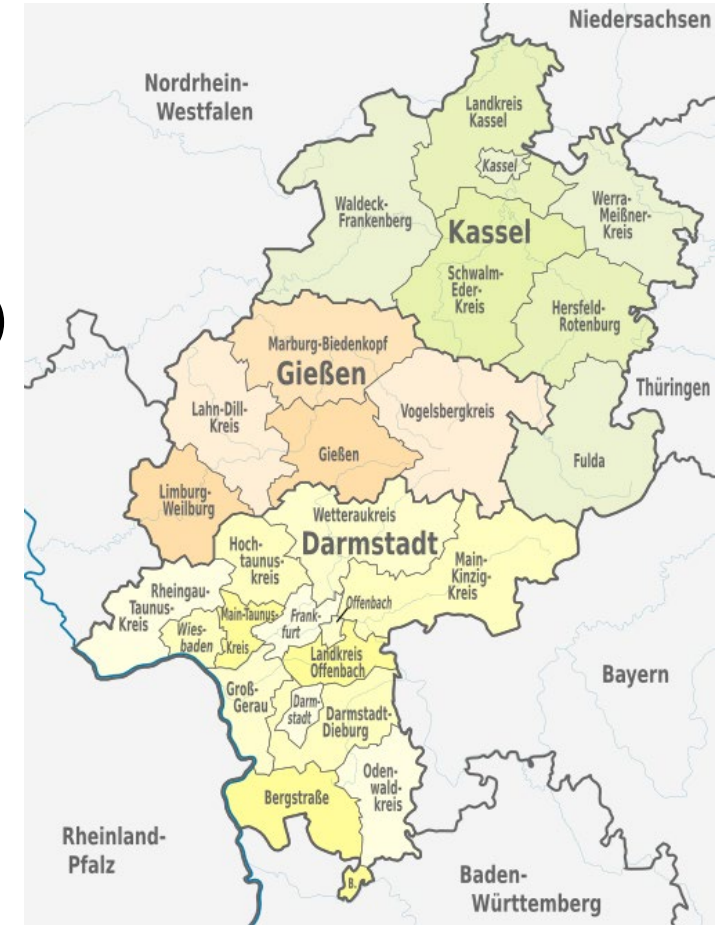 Niedersachsen
Nordrhein-
Westfalen
Landkreis
Kassel
Kassel
Waldeck-
Frankenberg
Werra-
Meißner-
Kreis
Kassel
Schwalm-
Eder-
Kreis
Hersfeld-
Rotenburg
)
Marburg-Biedenkopf
Gießen
Thüringen
Lahn-Dill-
Kreis
Vogelsbergkreis
Gießen
Fulda
Limburg-
Weilburg
Wetteraukreis
Darmstadt
Hoch-
taunus-
kreis
Main-
Kinzig-
Kreis
Rheingau-
Taunus-
Kreis
Offenbach
Main-Taunus-
Kreis
Frank-
furt
Wies-
baden
Landkreis
Offenbach
Bayern
Groß-
Gerau
Darm-
stadt
Darmstadt-
Dieburg
Oden-
wald-
kreis
Bergstraße
Rheinland-
Pfalz
B.
Baden-
Württemberg